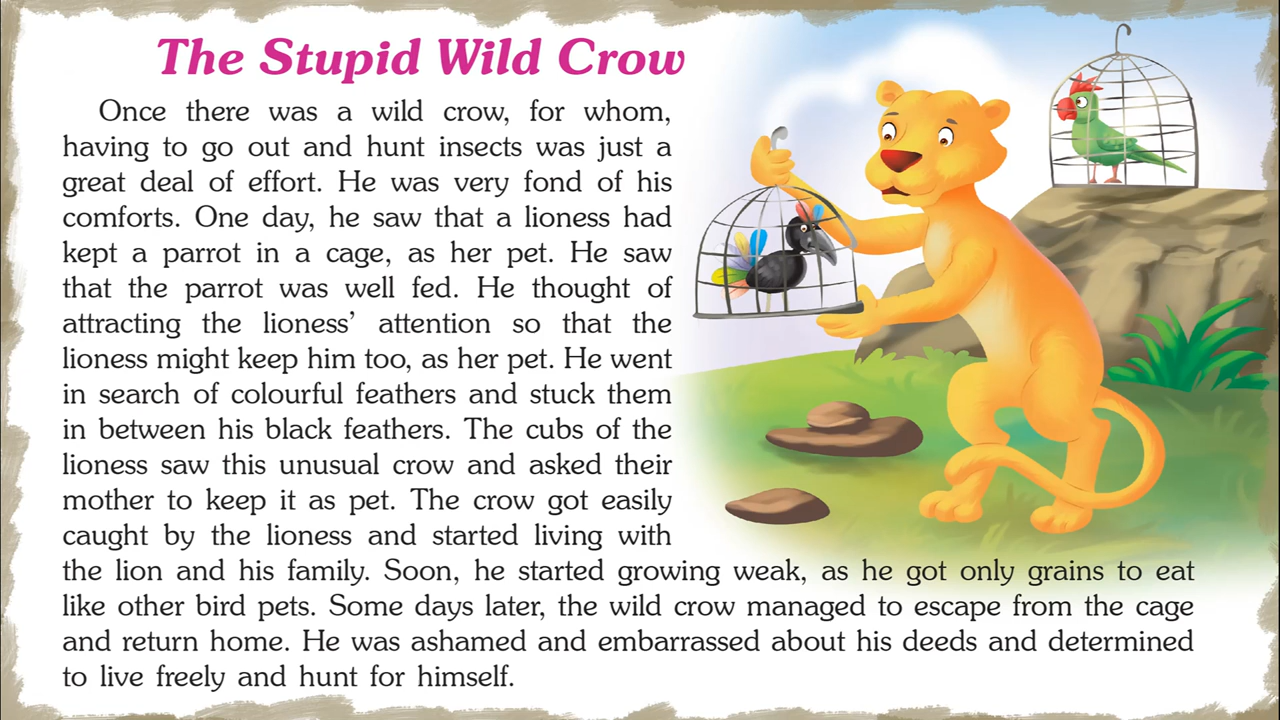 The Stupid Wild Crow
Once there was a wild crow, for whom,
having to go out and hunt insects was just a
great deal of effort. He was very fond of his
comforts. One day, he saw that a lioness had
kept a parrot in a cage, as her pet. He saw
that the parrot was well fed. He thought of
attracting the lioness’ attention so that the
lioness might keep him too, as her pet. He went
in search of colourful feathers and stuck them
in between his black feathers. The cubs of the
lioness saw this unusual crow and asked their
mother to keep it as pet. The crow got easily
caught by the lioness and started living with
the lion and his family. Soon, he started growing weak, as he got only grains to eat
like other bird pets. Some days later, the wild crow managed to escape from the cage
and return home. He was ashamed and embarrassed about his deeds and determined
to live freely and hunt for himself.